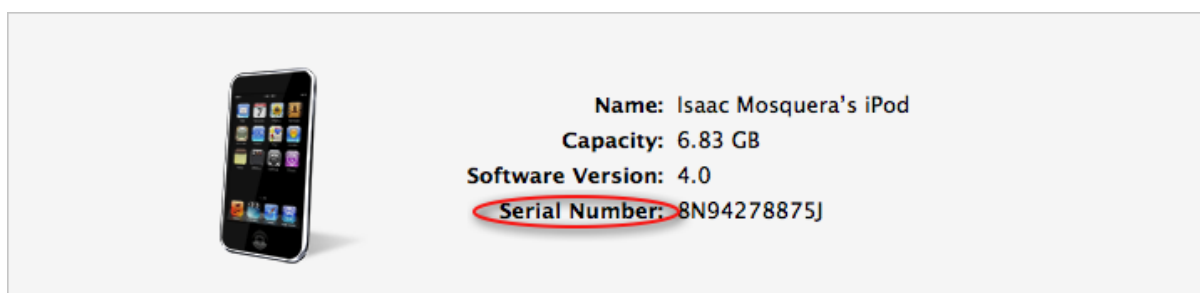 Name: Isaac Mosquera’s iPod
Capacity: 6.83 GB
Software Version: 4.0
Serial Number: 8N94278875J